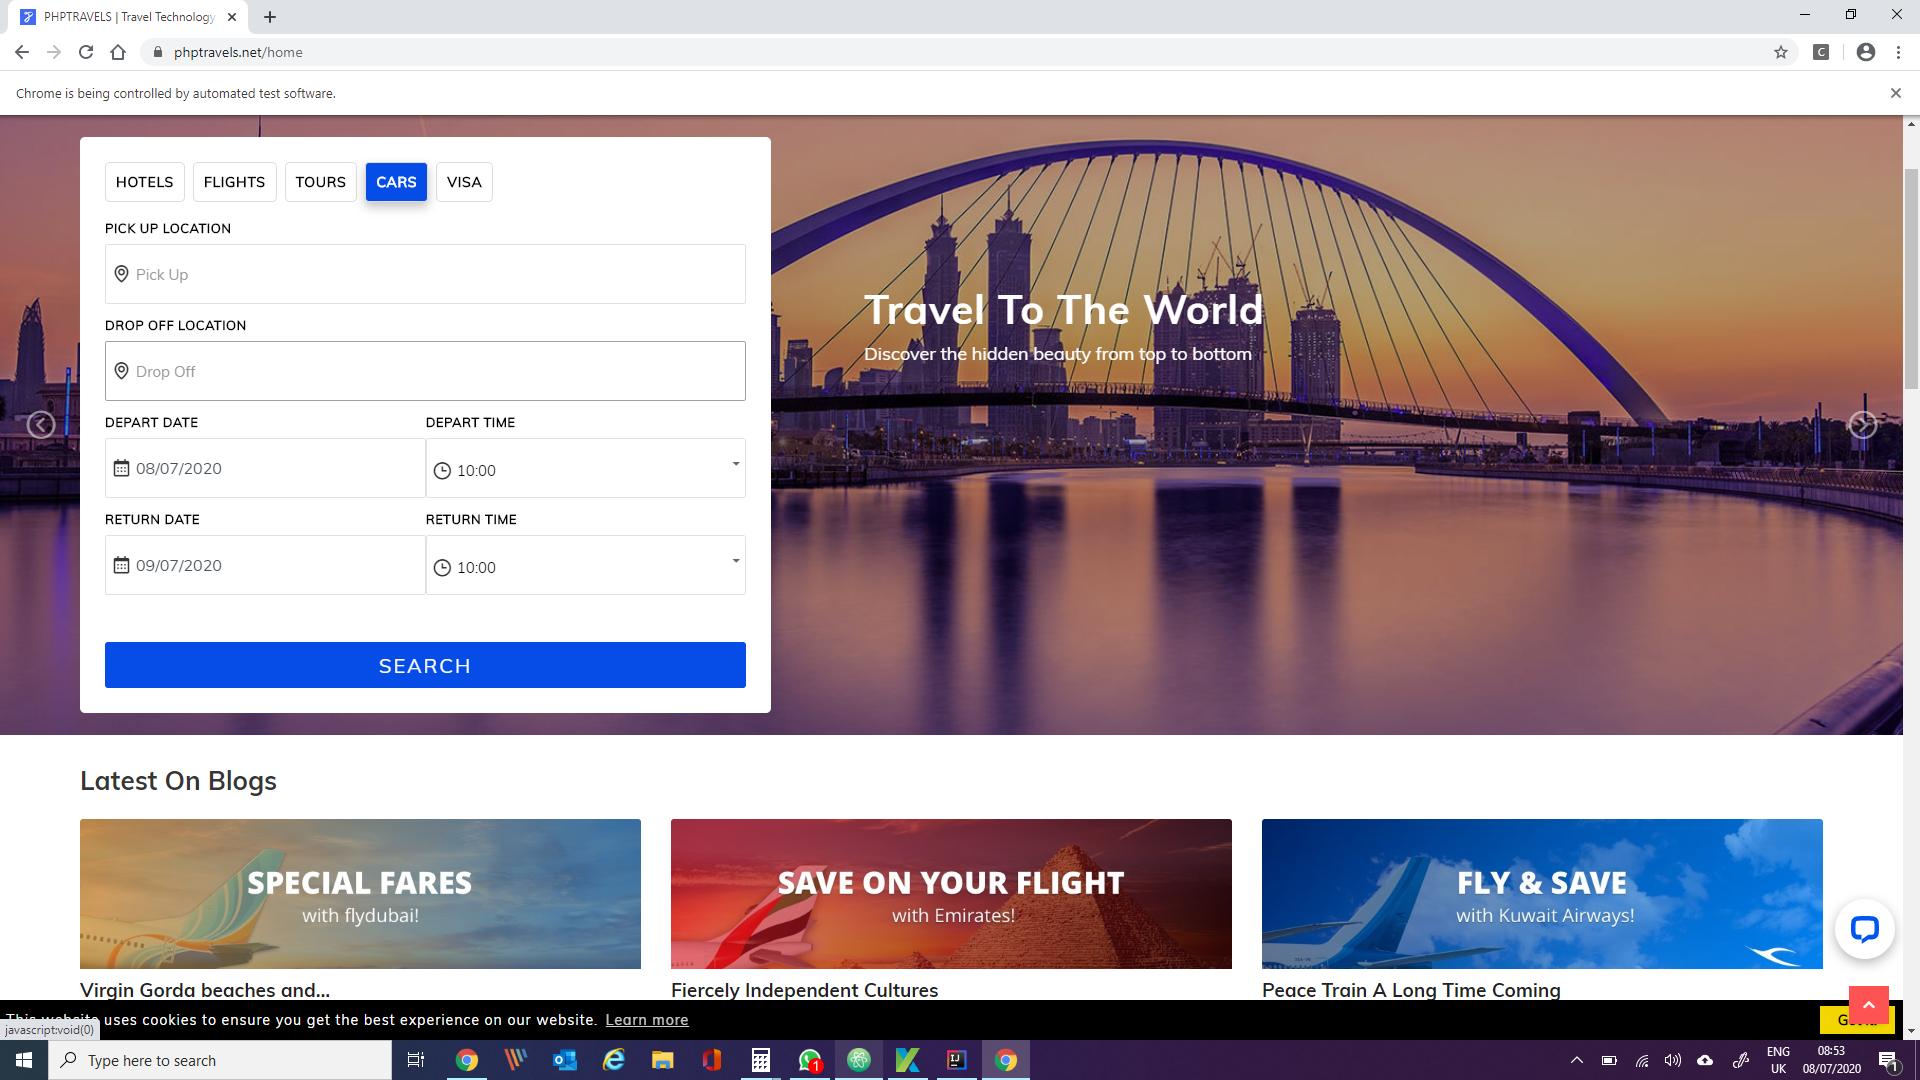 PHPTRAVELS | Travel Technology
phptravels.net/home
C
Chrome is being controlled by automated test software.
HOTELS FLIGHTS TOURS CARS VISA
PICK UP LOCATION
Pick Up
DROP OFF LOCATION
Drop Off
DEPART DATE DEPART TIME
08/07/2020 10:00
RETURN DATE RETURN TIME
09/07/2020 10:00
SEARCH
Travel To The World
Discover the hidden beauty from top to bottom
Latest On Blogs
SPECIAL FARES
with flydubai!
SAVE ON YOUR FLIGHT
with Emirates!
FLY & SAVE
with Kuwait Airways!
Virgin Gorda beaches and...
Fiercely Independent Cultures
Peace Train A Long Time Coming
This website uses cookies to ensure you get the best experience on our website. Learn more
javascript:void(0)
Type here to search
1
IJ
ENG
UK
08:53
08/07/2020
1